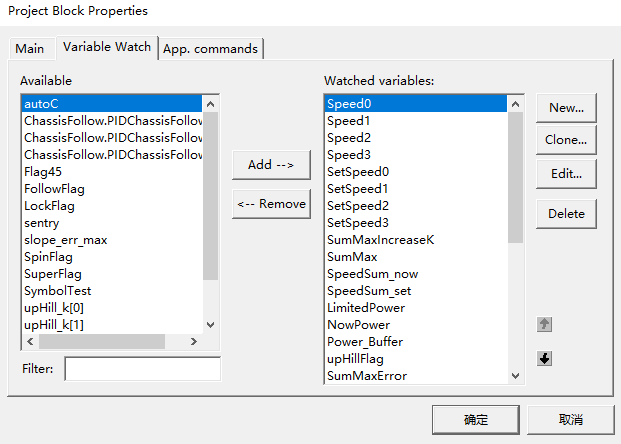 Project Block Properties
Main
Variable Watch
App. commands
Available
autoC
ChassisFollow.PIDChassisFollow
ChassisFollow.PIDChassisFollow
ChassisFollow.PIDChassisFollow
Flag45
FollowFlag
LockFlag
sentry
slope_err_max
SpinFlag
SuperFlag
SymbolTest
upHill_k[0]
upHill_k[1]
Filter:
Add -->
<-- Remove
Watched variables:
Speed0
Speed1
Speed2
Speed3
SetSpeed0
SetSpeed1
SetSpeed2
SetSpeed3
SumMaxIncreaseK
SumMax
SpeedSum_now
SpeedSum_set
LimitedPower
NowPower
Power_Buffer
upHillFlag
SumMaxError
New...
Clone...
Edit...
Delete
确定
取消